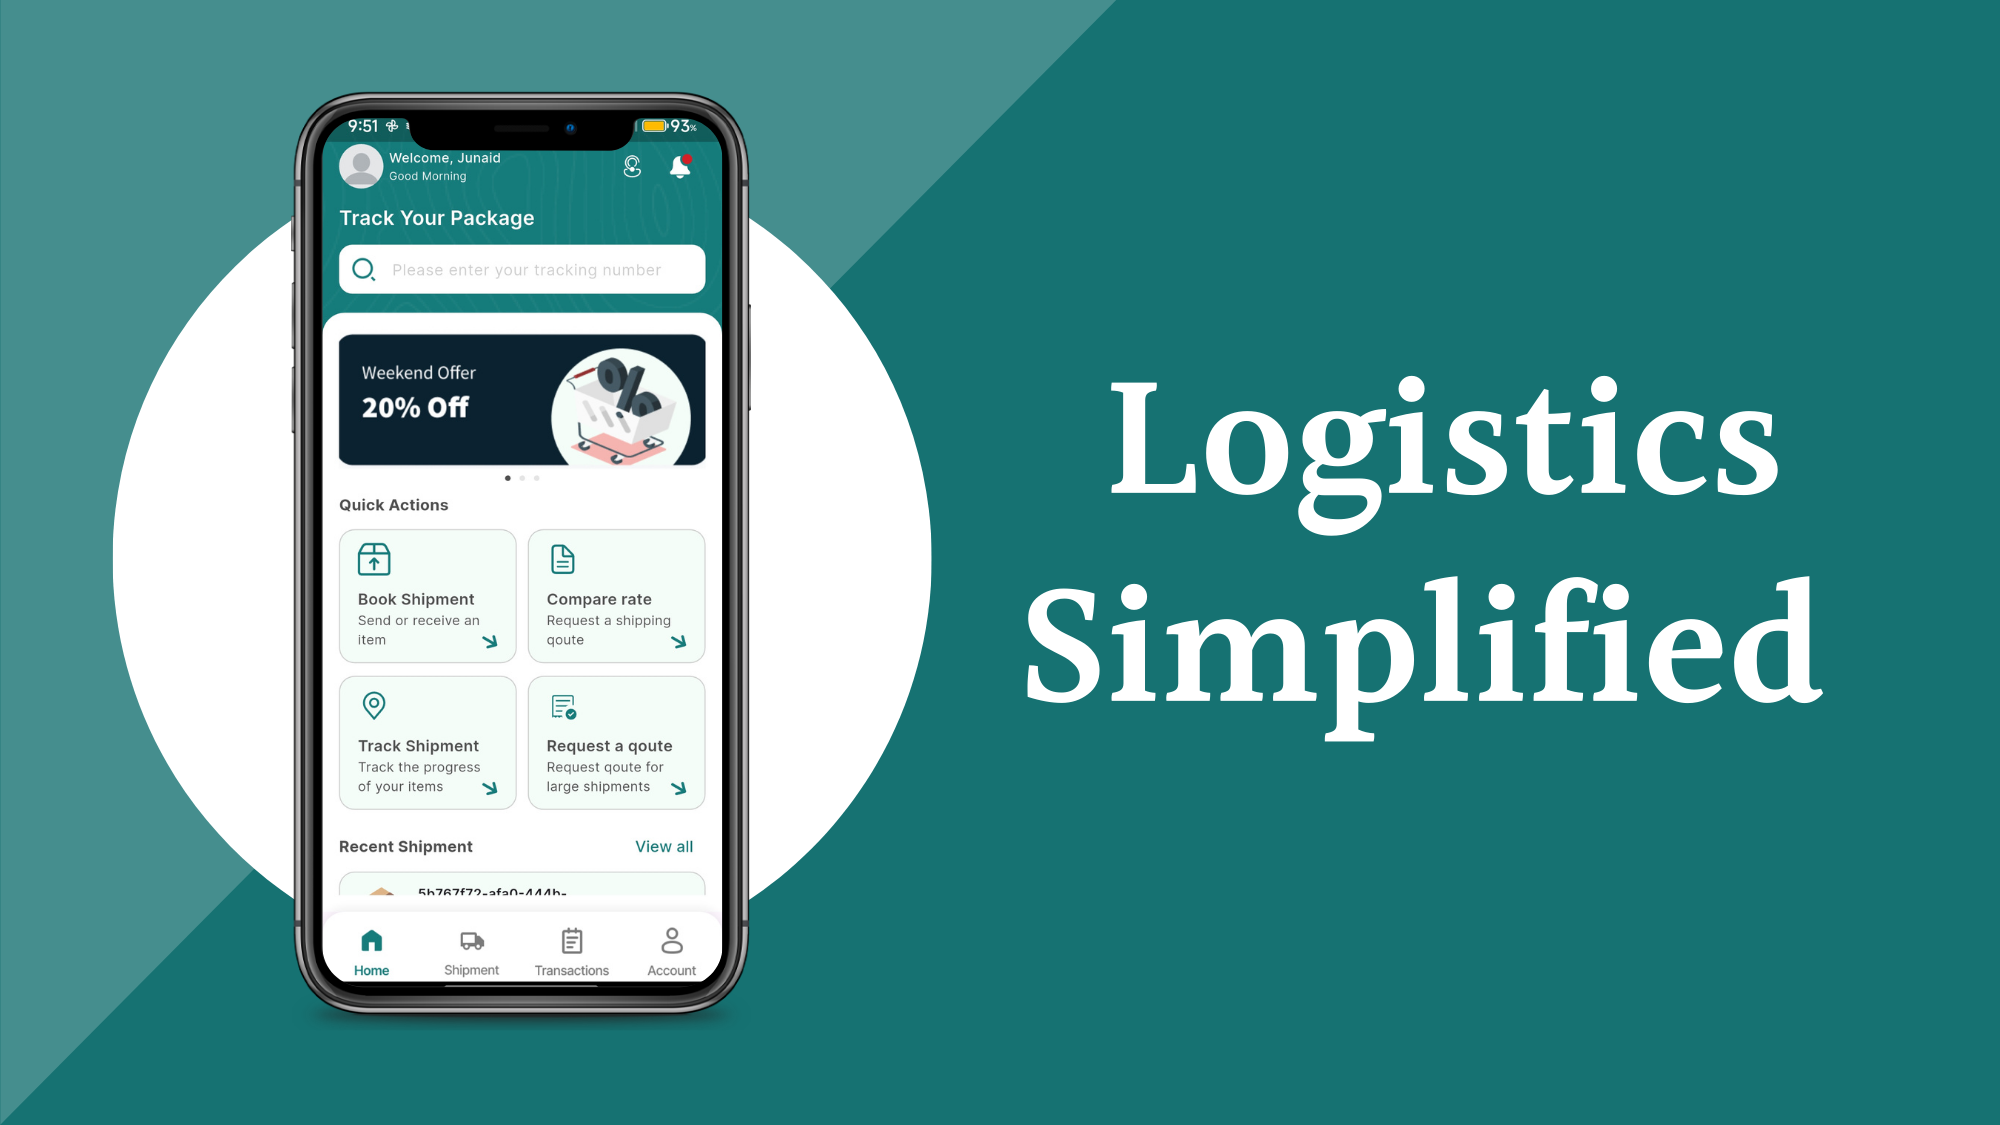 9:51
93%
Welcome, Junaid
Good Morning
Track Your Package
Please enter your tracking number
Weekend Offer
20% Off
Quick Actions
Book Shipment
Send or receive an
item
Compare rate
Request a shipping
qoute
Track Shipment
Track the progress
of your items
Request a qoute
Request qoute for
large shipments
Recent Shipment
View all
5b767f72-afa0-444b-
Home
Shipment
Transactions
Account
Logistics
Simplified